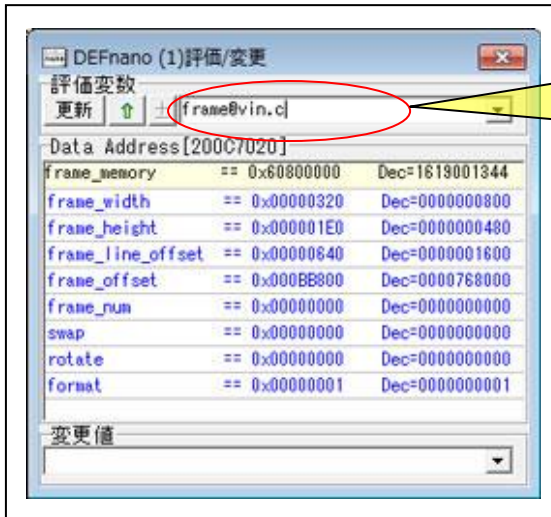 DEFnano (1)評価/変更
評価変数
更新 frame@vin.c
Data Address[200C7020]
frame_memory == 0x60800000 Dec=1619001344
frame_width == 0x00000320 Dec=0000000800
frame_height == 0x000001E0 Dec=0000000480
frame_line_offset == 0x00000640 Dec=0000001600
frame_offset == 0x000BB800 Dec=0000768000
frame_num == 0x00000000 Dec=0000000000
swap == 0x00000000 Dec=0000000000
rotate == 0x00000000 Dec=0000000000
format == 0x00000001 Dec=0000000001
変更値